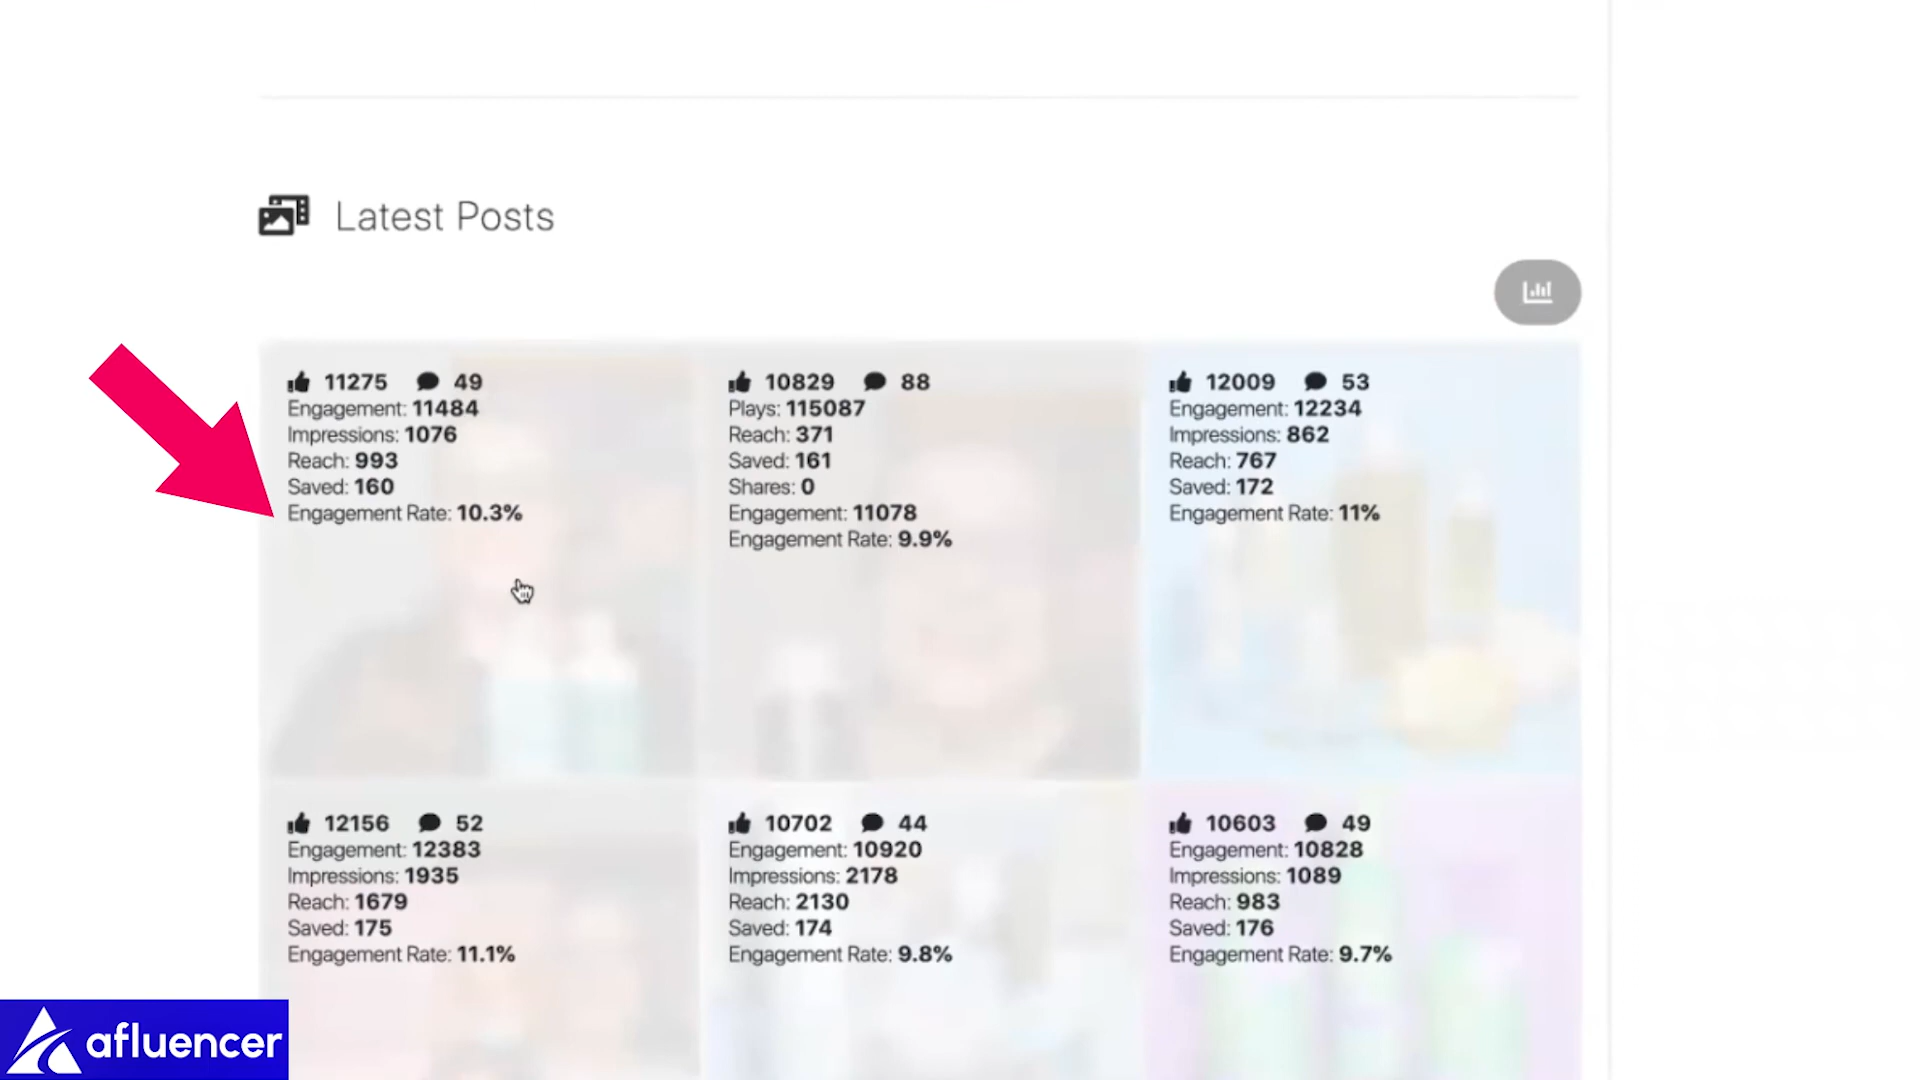 Latest Posts
11275 49
Engagement: 11484
Impressions: 1076
Reach: 993
Saved: 160
Engagement Rate: 10.3%
10829 88
Plays: 115087
Reach: 371
Saved: 161
Shares: 0
Engagement: 11078
Engagement Rate: 9.9%
12009 53
Engagement: 12234
Impressions: 862
Reach: 767
Saved: 172
Engagement Rate: 11%
12156 52
Engagement: 12383
Impressions: 1935
Reach: 1679
Saved: 175
Engagement Rate: 11.1%
10702 44
Engagement: 10920
Impressions: 2178
Reach: 2130
Saved: 174
Engagement Rate: 9.8%
10603 49
Engagement: 10828
Impressions: 1089
Reach: 983
Saved: 176
Engagement Rate: 9.7%
afluencer